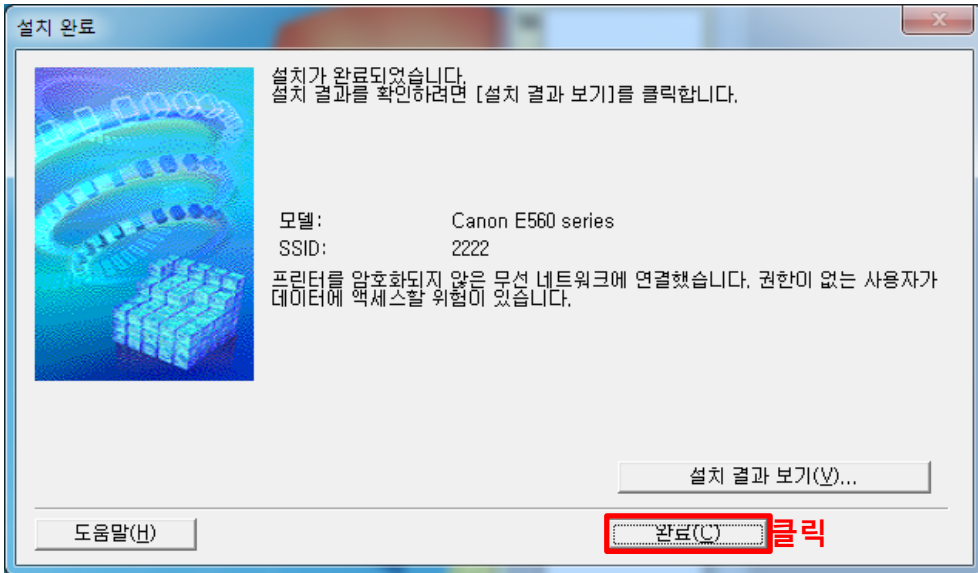 설치 완료
설치가 완료되었습니다.
설치 결과를 확인하려면 [설치 결과 보기]를 클릭합니다.
모델: Canon E560 series
SSID: 2222
프린터를 암호화되지 않은 무선 네트워크에 연결했습니다. 권한이 없는 사용자가
데이터에 액세스할 위험이 있습니다.
설치 결과 보기(V)...
도움말(H) 완료(C) 클릭